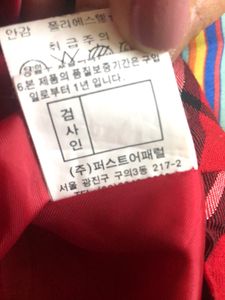 안감 폴리에스텔 1
취급주의
6.본 제품의 품질보증기간은 구입
일로부터 1년 입니다.
검사인
(주)퍼스트어패럴
서울 광진구 구의3동 217-2